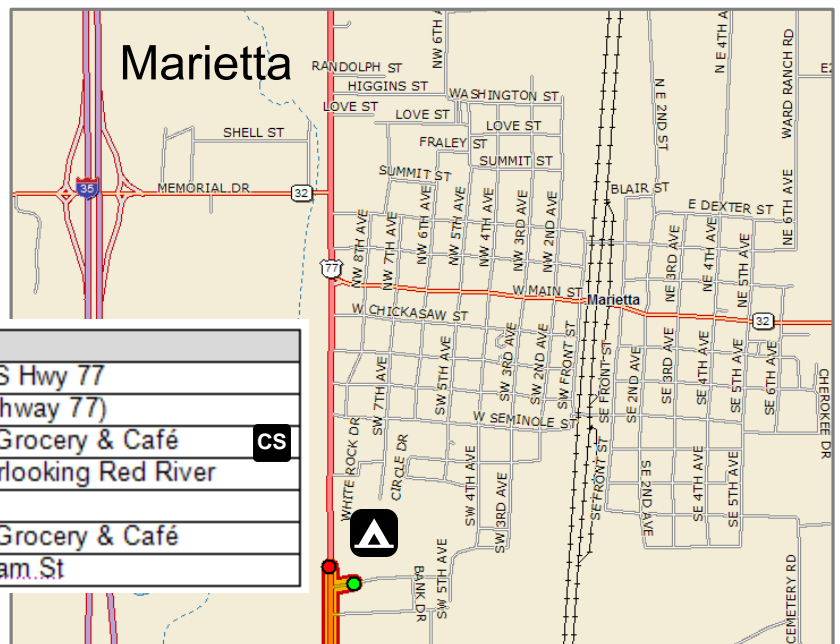 Marietta
RANDOLPH ST
HIGGINS ST
LOVE ST
WASHINGTON ST
LOVE ST
LOVE ST
FRALEY ST
SUMMIT ST
SUMMIT ST
SHELL ST
MEMORIAL DR
35
32
77
NW 6TH A
N E 2ND ST
N E 4TH A
WARD RANCH RD
E2
BLAIR ST
E DEXTER ST
NE 6TH AVE
NW 8TH AVE
NW 7TH AVE
NW 6TH AVE
NW 5TH AVE
NW 4TH AVE
NW 3RD AVE
NW 2ND AVE
NE 3RD AVE
NE 4TH AVE
NE 5TH AVE
W MAIN ST
Marietta
32
W CHICKASAW ST
SW 7TH AVE
SW 5TH AVE
SW 3RD AVE
SW 2ND AVE
SW FRONT ST
SE FRONT ST
SE 2ND AVE
SE 3RD AVE
SE 4TH AVE
SE 5TH AVE
SE 6TH AVE
CHEROKEE DR
W SEMINOLE ST
WHITE ROCK DR
CIRCLE DR
SW 4TH AVE
SW 3RD AVE
SE FRONT ST
SE 2ND AVE
SE 4TH AVE
SE 5TH AVE
BANK DR
SW 5TH AVE
CEMETERY RD
S Hwy 77
hway 77)
Grocery & Café
CS
rlooking Red River
Grocery & Café
am St